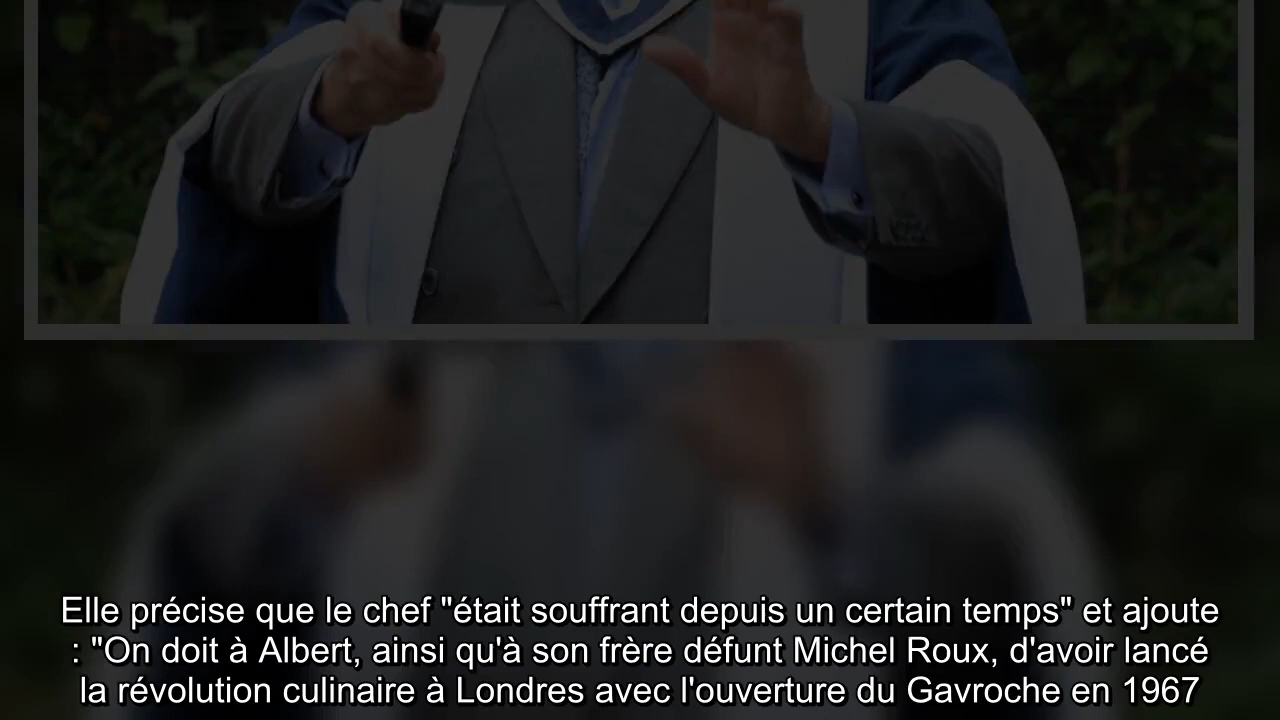 Elle précise que le chef "était souffrant depuis un certain temps" et ajoute
: "On doit à Albert, ainsi qu'à son frère défunt Michel Roux, d'avoir lancé
la révolution culinaire à Londres avec l'ouverture du Gavroche en 1967